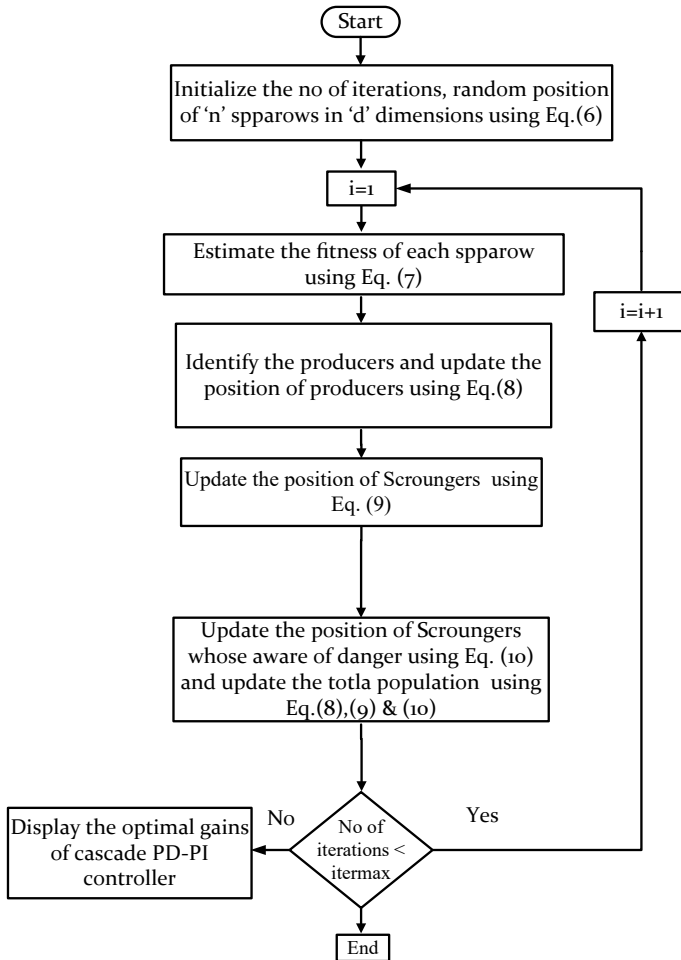 Start
Initialize the no of iterations, random position
of ‘n’ spparows in ‘d’ dimensions using Eq.(6)
i=1
Estimate the fitness of each spparow
using Eq. (7)
i=i+1
Identify the producers and update the
position of producers using Eq.(8)
Update the position of Scroungers using
Eq. (9)
Update the position of Scroungers
whose aware of danger using Eq. (10)
and update the totla population using
Eq.(8),(9) & (10)
No
Yes
Display the optimal gains
of cascade PD-PI
controller
No of
iterations <
itermax
End